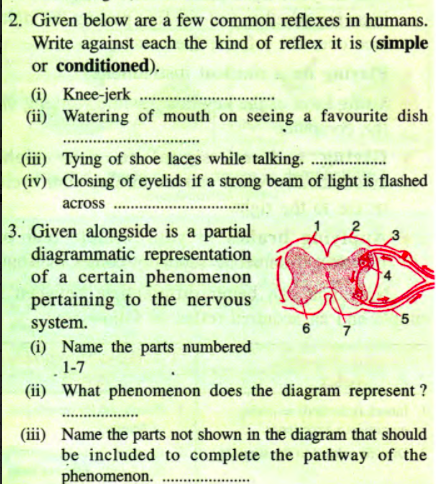 2. Given below are a few common reflexes in humans.
Write against each the kind of reflex it is (simple
or conditioned).
(i) Knee-jerk ................................
(ii) Watering of mouth on seeing a favourite dish
................................
(iii) Tying of shoe laces while talking. .................
(iv) Closing of eyelids if a strong beam of light is flashed
across ................................
3. Given alongside is a partial
diagrammatic representation
of a certain phenomenon
pertaining to the nervous
system.
1 2 3
4
5
6 7
(i) Name the parts numbered
1-7
(ii) What phenomenon does the diagram represent ?
..................
(iii) Name the parts not shown in the diagram that should
be included to complete the pathway of the
phenomenon. .....................